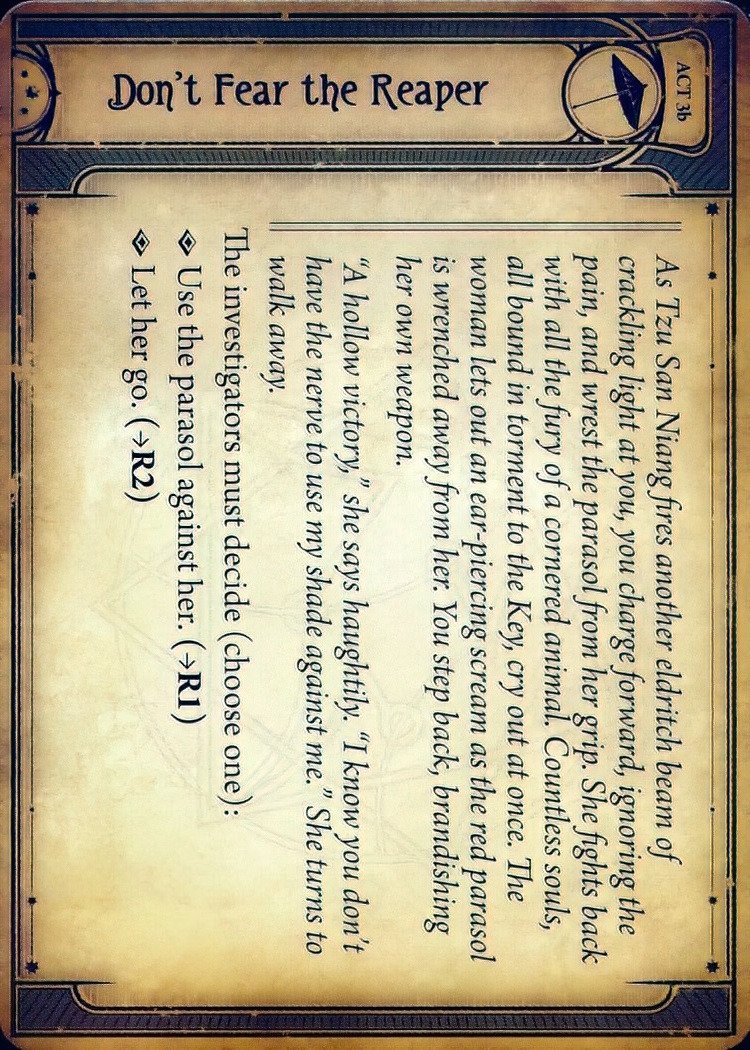 ACT 3b
Don't Fear the Reaper
As Tzu San Niang fires another eldritch beam of
crackling light at you, you charge forward, ignoring the
pain, and wrest the parasol from her grip. She fights back
with all the fury of a cornered animal. Countless souls,
all bound in torment to the Key, cry out at once. The
woman lets out an ear-piercing scream as the red parasol
is wrenched away from her. You step back, brandishing
her own weapon.
“A hollow victory,” she says haughtily. “I know you don’t
have the nerve to use my shade against me.” She turns to
walk away.
The investigators must decide (choose one):
Use the parasol against her. (→R1)
Let her go. (→R2)